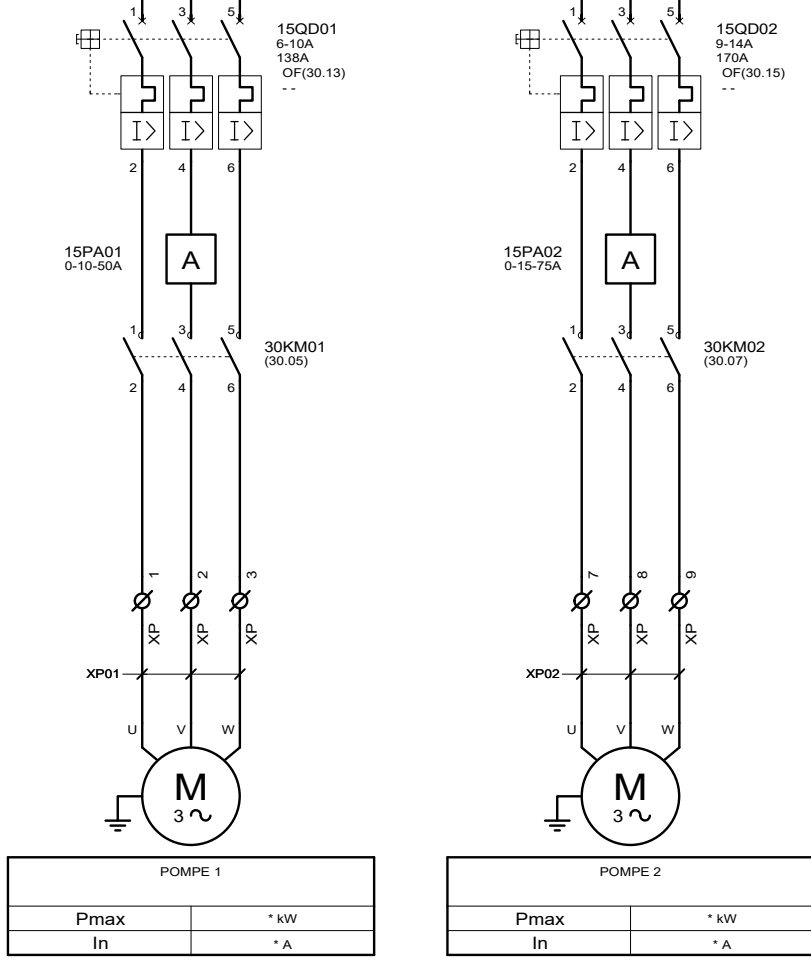 1 3 5
15QD01
6-10A
138A
OF(30.13)
- -
I> I> I>
2 4 6
15PA01
0-10-50A
A
1 3 5
30KM01
(30.05)
2 4 6
1 2 3
XP XP XP
XP01
U V W
M
3 ~
POMPE 1
Pmax * kW
In * A
1 3 5
15QD02
9-14A
170A
OF(30.15)
- -
I> I> I>
2 4 6
15PA02
0-15-75A
A
1 3 5
30KM02
(30.07)
2 4 6
7 8 9
XP XP XP
XP02
U V W
M
3 ~
POMPE 2
Pmax * kW
In * A